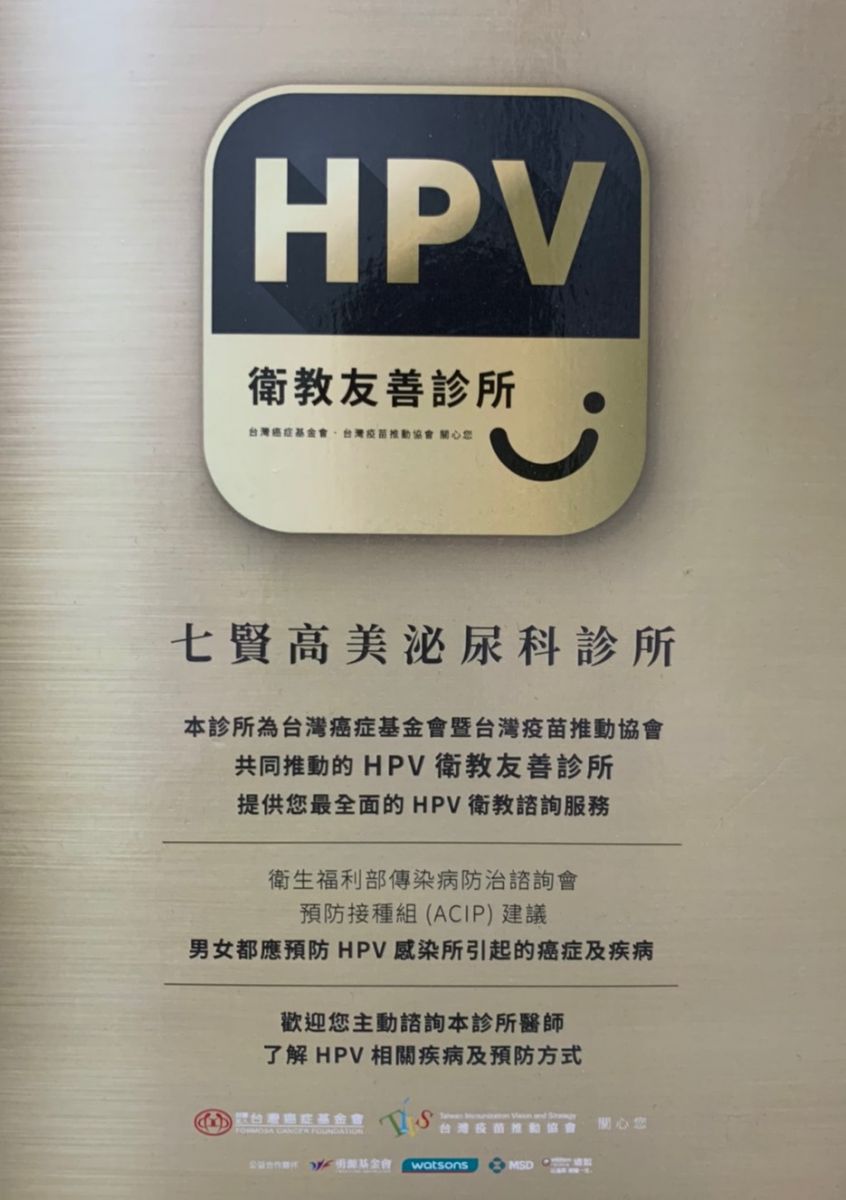 HPV
衛教友善診所
台灣癌症基金會・台灣疫苗推動協會 關心您
七賢高美泌尿科診所
本診所為台灣癌症基金會暨台灣疫苗推動協會
共同推動的 HPV 衛教友善診所
提供您最全面的 HPV 衛教諮詢服務
衛生福利部傳染病防治諮詢會
預防接種組 (ACIP) 建議
男女都應預防 HPV 感染所引起的癌症及疾病
歡迎您主動諮詢本診所醫師
了解 HPV 相關疾病及預防方式
台灣癌症基金會
FORMOSA CANCER FOUNDATION
TIVS
Taiwan Immunization Vision and Strategy
台灣疫苗推動協會
關心您
公益合作夥伴
watsons
MSD